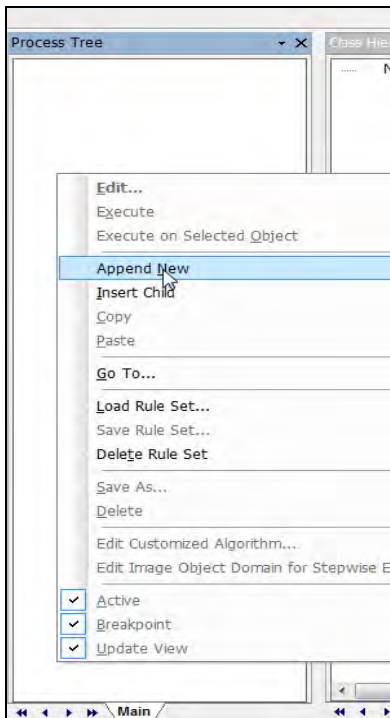 Process Tree
Class Hie
N
Edit...
Execute
Execute on Selected Object
Append New
Insert Child
Copy
Paste
Go To...
Load Rule Set...
Save Rule Set...
Delete Rule Set
Save As...
Delete
Edit Customized Algorithm...
Edit Image Object Domain for Stepwise E
Active
Breakpoint
Update View
Main